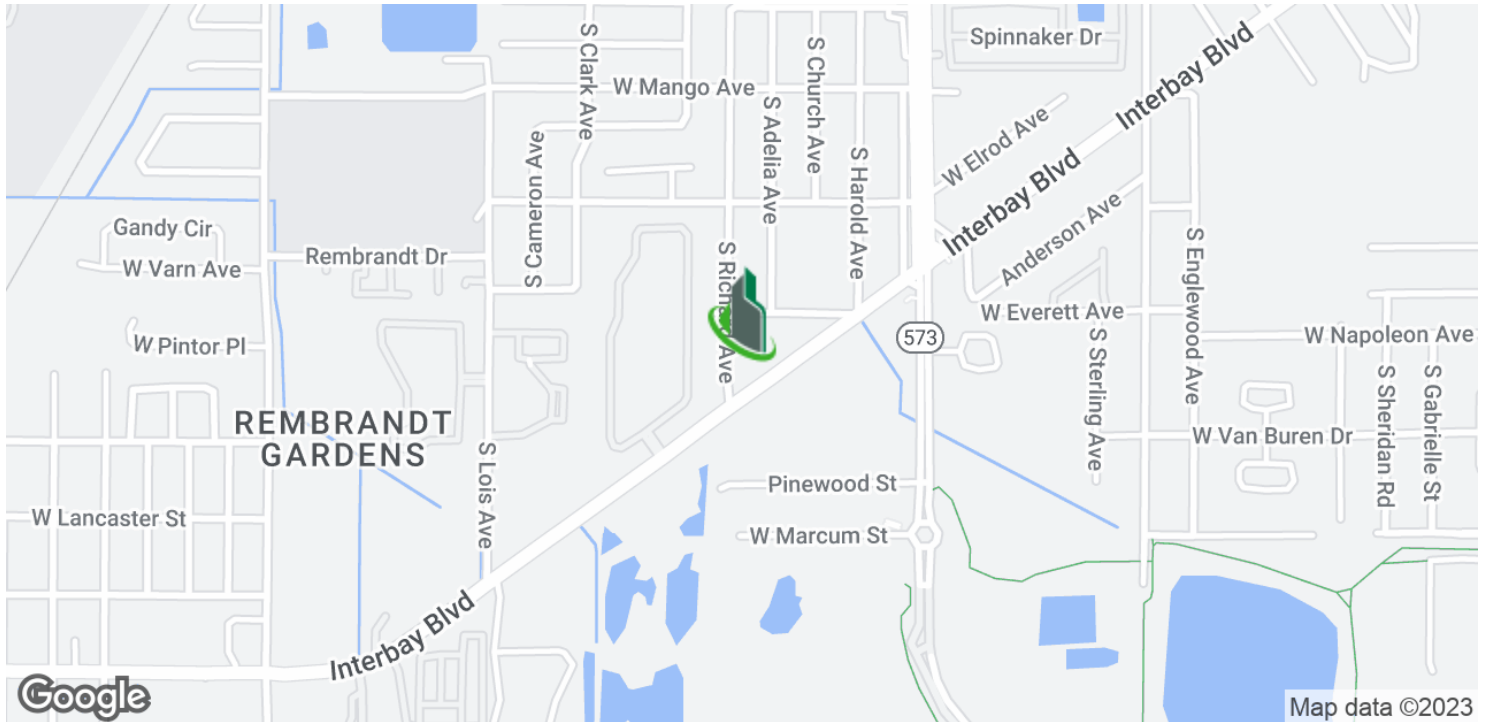 Spinnaker Dr
Interbay Blvd
S Clark Ave
W Mango Ave
S Church Ave
S Adelia Ave
S Cameron Ave
S Harold Ave
W Elrod Ave
Interbay Blvd
Anderson Ave
Gandy Cir
W Varn Ave
Rembrandt Dr
S Englewood Ave
W Everett Ave
573
W Pintor Pl
S Sterling Ave
W Napoleon Ave
S Sheridan Rd
S Gabrielle St
REMBRANDT
GARDENS
W Van Buren Dr
S Lois Ave
Pinewood St
W Lancaster St
W Marcum St
Interbay Blvd
Google
Map data ©2023